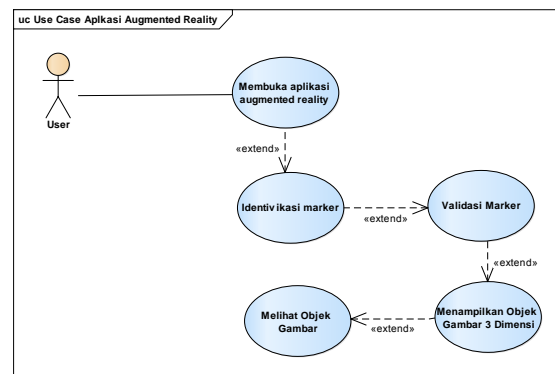 uc Use Case Aplkasi Augmented Reality
User
Membuka aplikasi
augmented reality
«extend»
Identivikasi marker
«extend»
Validasi Marker
«extend»
Menampilkan Objek
Gambar 3 Dimensi
«extend»
Melihat Objek
Gambar